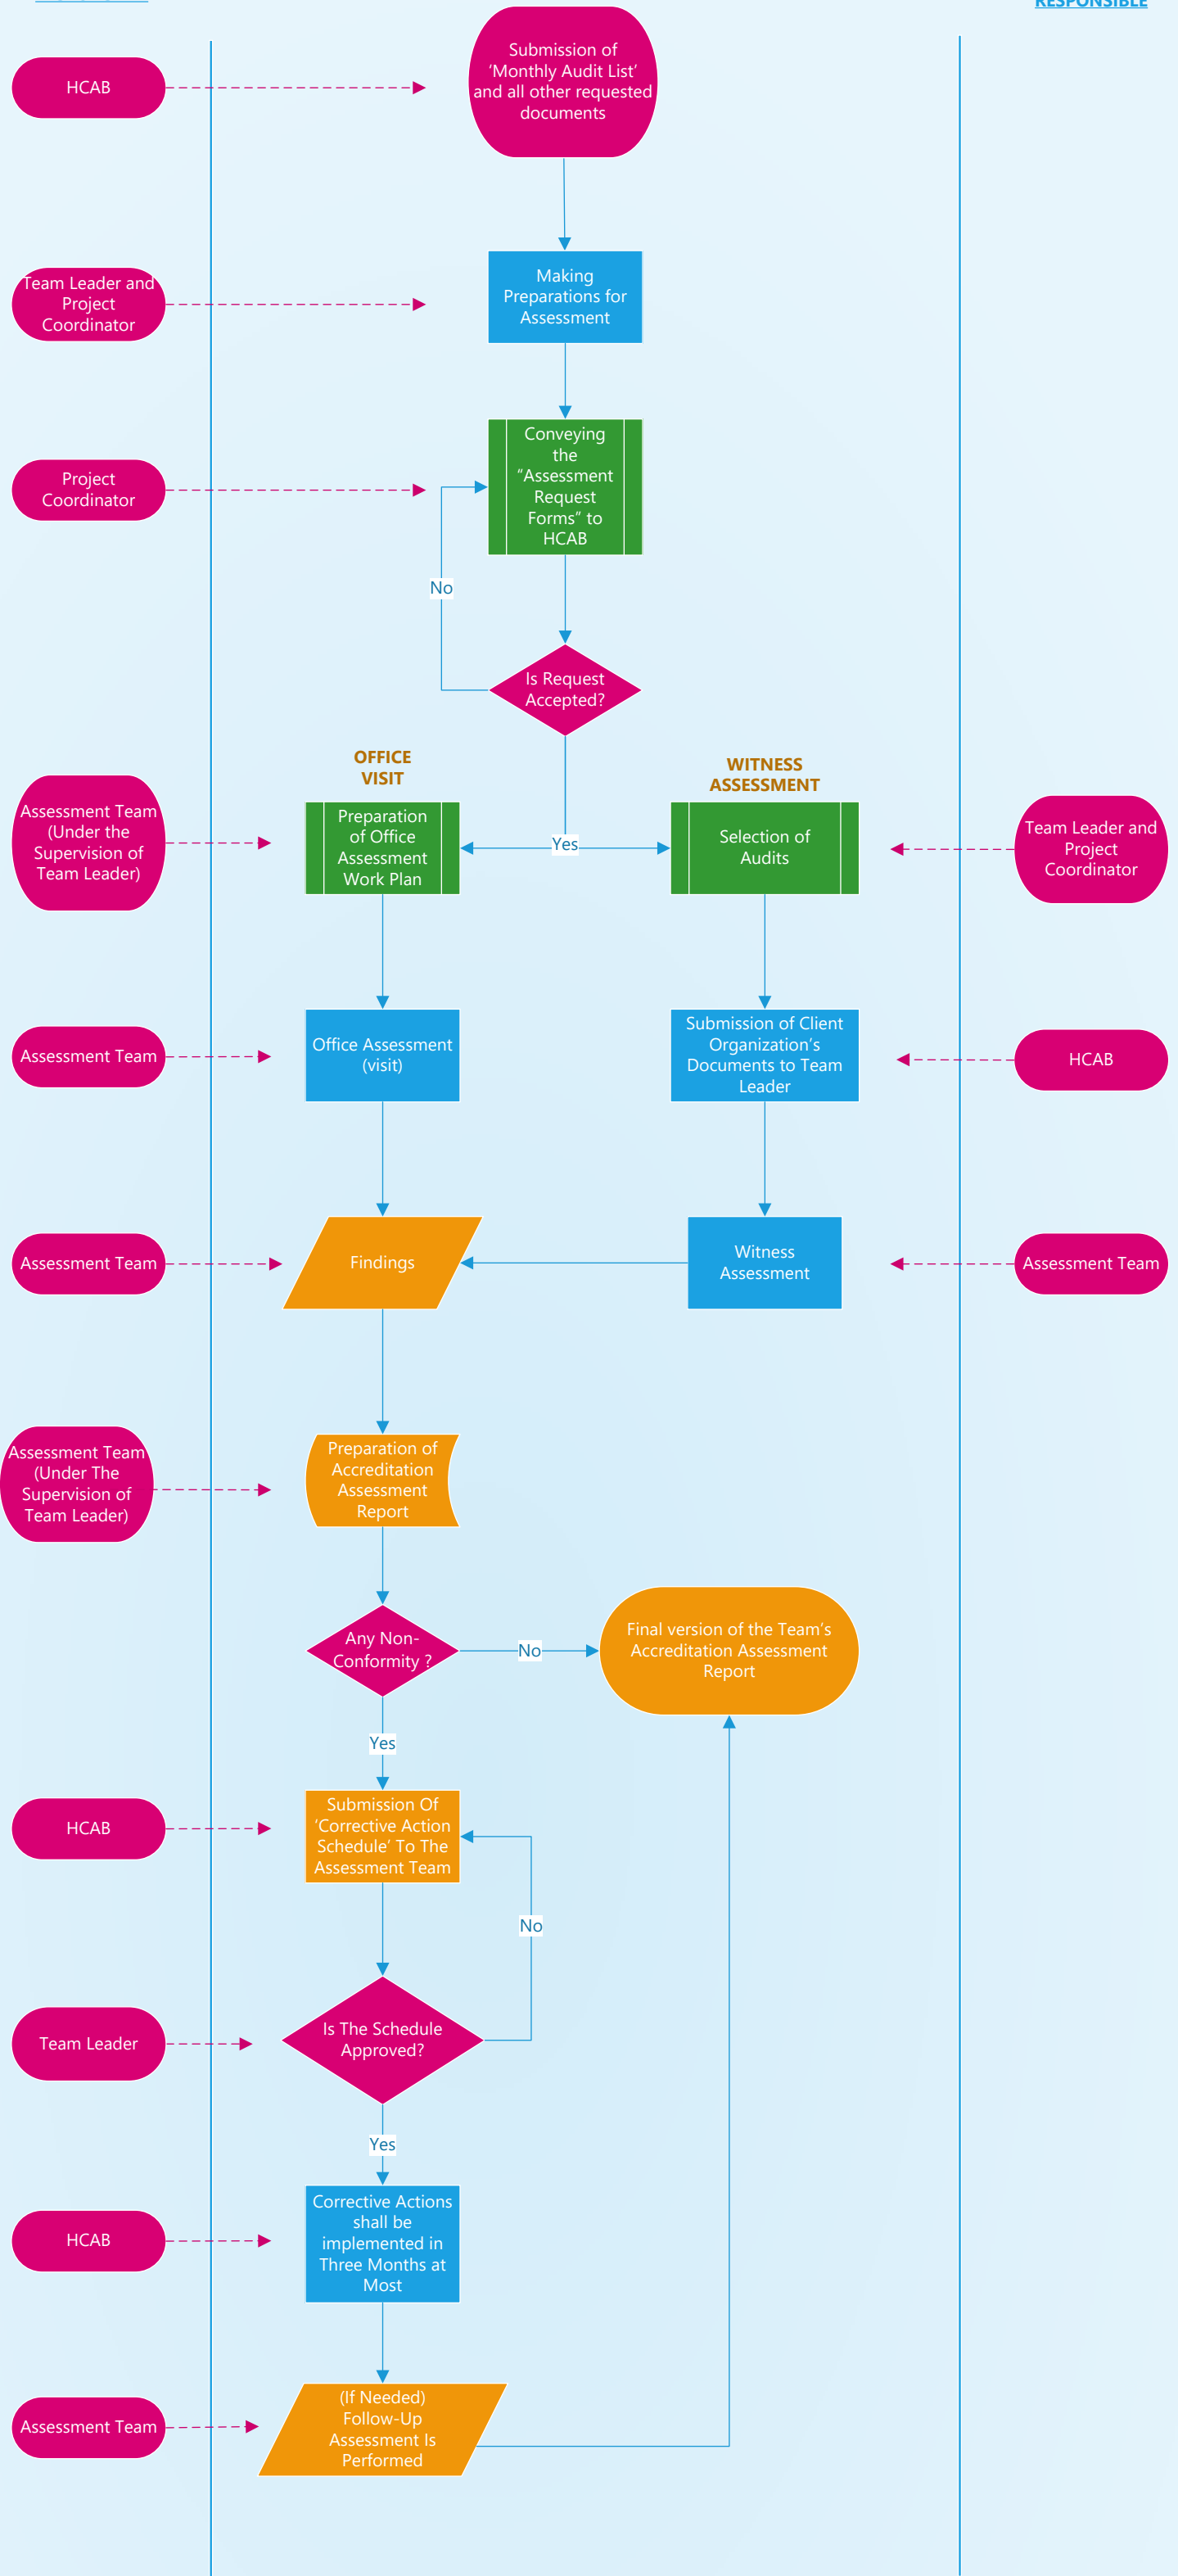 RESPONSIBLE
HCAB
Submission of
‘Monthly Audit List’
and all other requested
documents
Team Leader and
Project
Coordinator
Making
Preparations for
Assessment
Project
Coordinator
Conveying
the
“Assessment
Request
Forms” to
HCAB
No
Is Request
Accepted?
OFFICE
VISIT
WITNESS
ASSESSMENT
Assessment Team
(Under the
Supervision of
Team Leader)
Preparation
of Office
Assessment
Work Plan
Yes
Selection of
Audits
Team Leader and
Project
Coordinator
Assessment Team
Office Assessment
(visit)
Submission of Client
Organization’s
Documents to Team
Leader
HCAB
Assessment Team
Findings
Witness
Assessment
Assessment Team
Assessment Team
(Under The
Supervision of
Team Leader)
Preparation of
Accreditation
Assessment
Report
Any Non-
Conformity ?
No
Final version of the Team’s
Accreditation Assessment
Report
Yes
HCAB
Submission Of
‘Corrective Action
Schedule’ To The
Assessment Team
No
Team Leader
Is The Schedule
Approved?
Yes
HCAB
Corrective Actions
shall be
implemented in
Three Months at
Most
Assessment Team
(If Needed)
Follow-Up
Assessment Is
Performed